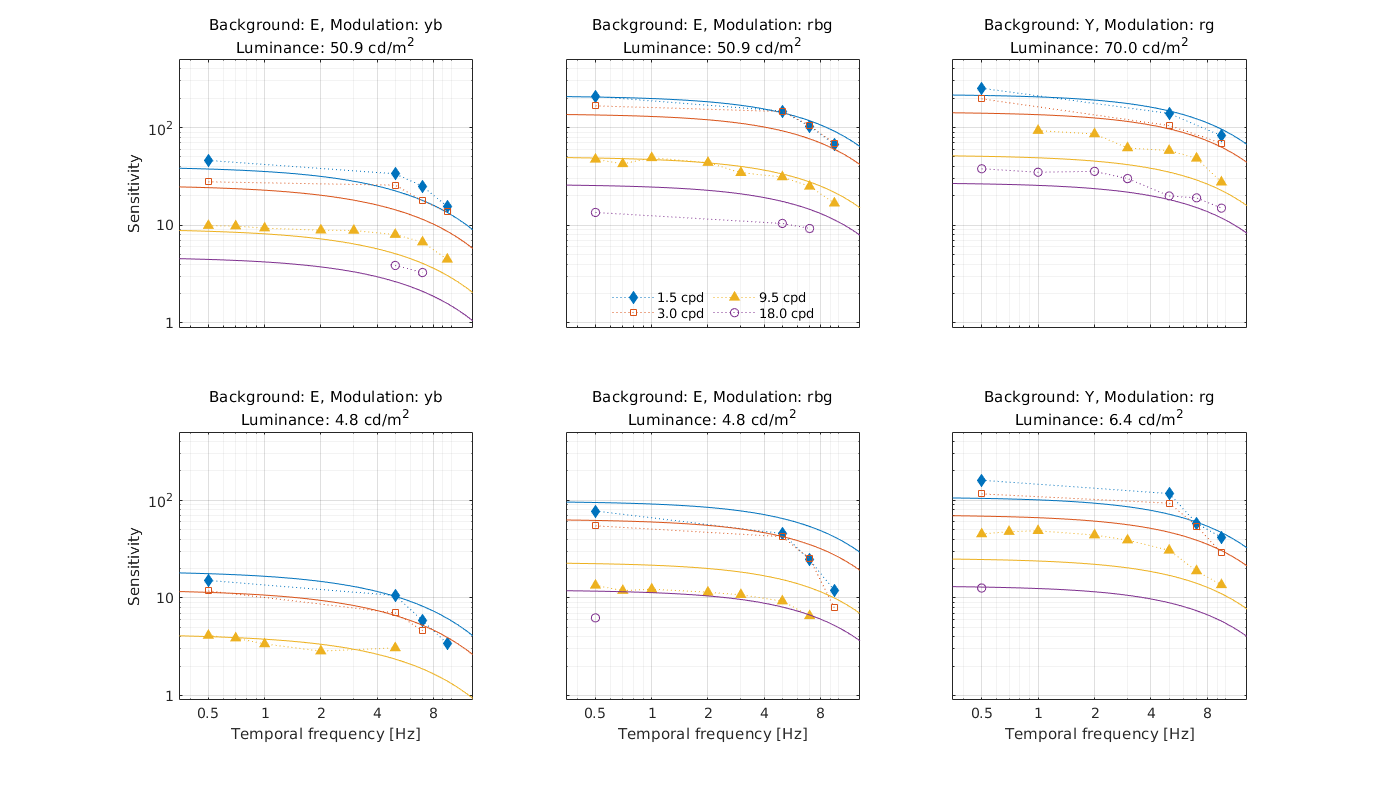 Background: E, Modulation: yb
Luminance: 50.9 cd/m²
Background: E, Modulation: rbg
Luminance: 50.9 cd/m²
Background: Y, Modulation: rg
Luminance: 70.0 cd/m²
Sensitivity
10²
10
1
1.5 cpd
3.0 cpd
9.5 cpd
18.0 cpd
Background: E, Modulation: yb
Luminance: 4.8 cd/m²
Background: E, Modulation: rbg
Luminance: 4.8 cd/m²
Background: Y, Modulation: rg
Luminance: 6.4 cd/m²
Sensitivity
10²
10
1
0.5 1 2 4 8
Temporal frequency [Hz]
0.5 1 2 4 8
Temporal frequency [Hz]
0.5 1 2 4 8
Temporal frequency [Hz]